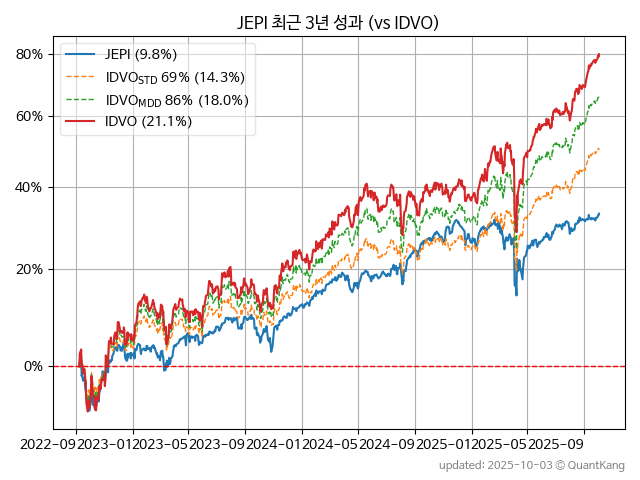 JEPI 최근 3년 성과 (vs IDVO)
JEPI (9.8%)
IDVO_STD 69% (14.3%)
IDVO_MDD 86% (18.0%)
IDVO (21.1%)
80%
60%
40%
20%
0%
2022-09 2023-01 2023-05 2023-09 2024-01 2024-05 2024-09 2025-01 2025-05 2025-09
updated: 2025-10-03 © QuantKang